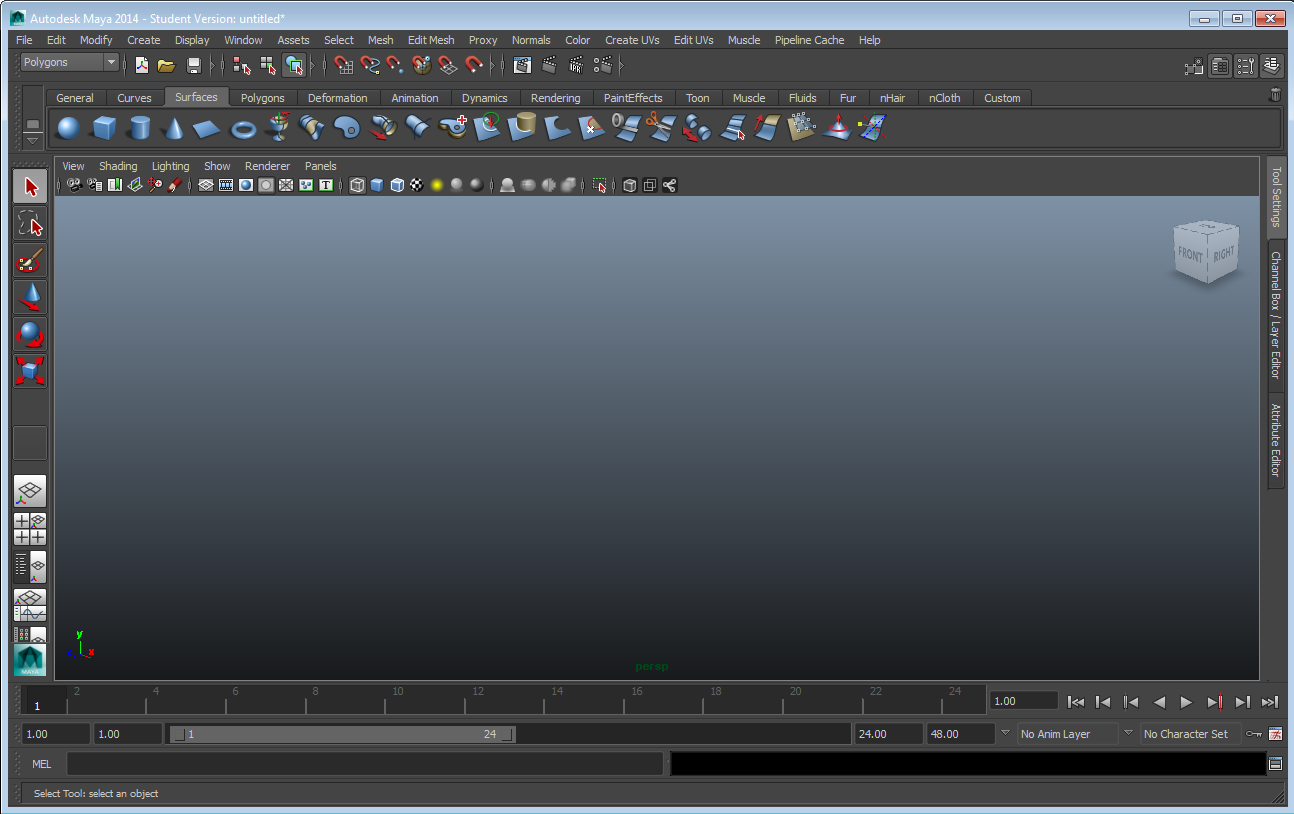 Autodesk Maya 2014 - Student Version: untitled*
File Edit Modify Create Display Window Assets Select Mesh Edit Mesh Proxy Normals Color Create UVs Edit UVs Muscle Pipeline Cache Help
Polygons
General Curves Surfaces Polygons Deformation Animation Dynamics Rendering PaintEffects Toon Muscle Fluids Fur nHair nCloth Custom
View Shading Lighting Show Renderer Panels
FRONT RIGHT
Tool Settings
Channel Box / Layer Editor
Attribute Editor
y
x
persp
MAYA
2 4 6 8 10 12 14 16 18 20 22 24
1
1.00
1.00 1.00 1 24 24.00 48.00 No Anim Layer No Character Set
MEL
Select Tool: select an object